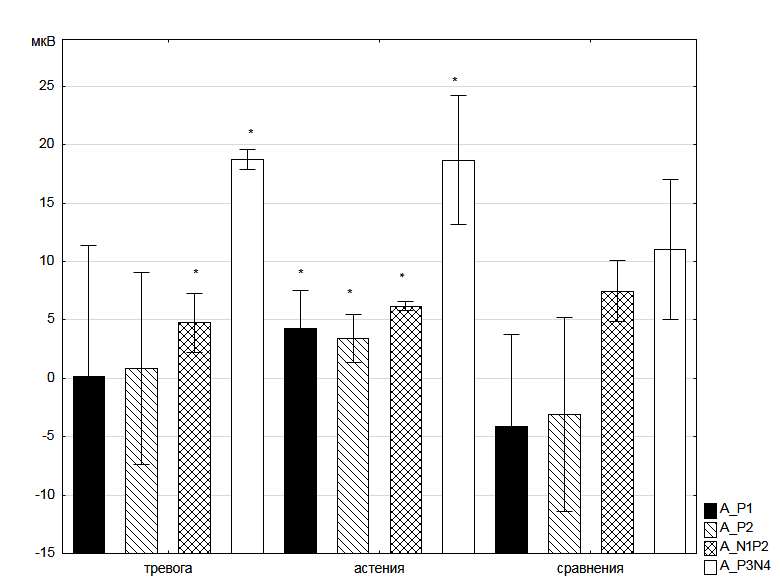 мкВ
25
20
15
10
5
0
-5
-10
-15
* * * * * *
тревога астения сравнения
A_P1
A_P2
A_N1P2
A_P3N4